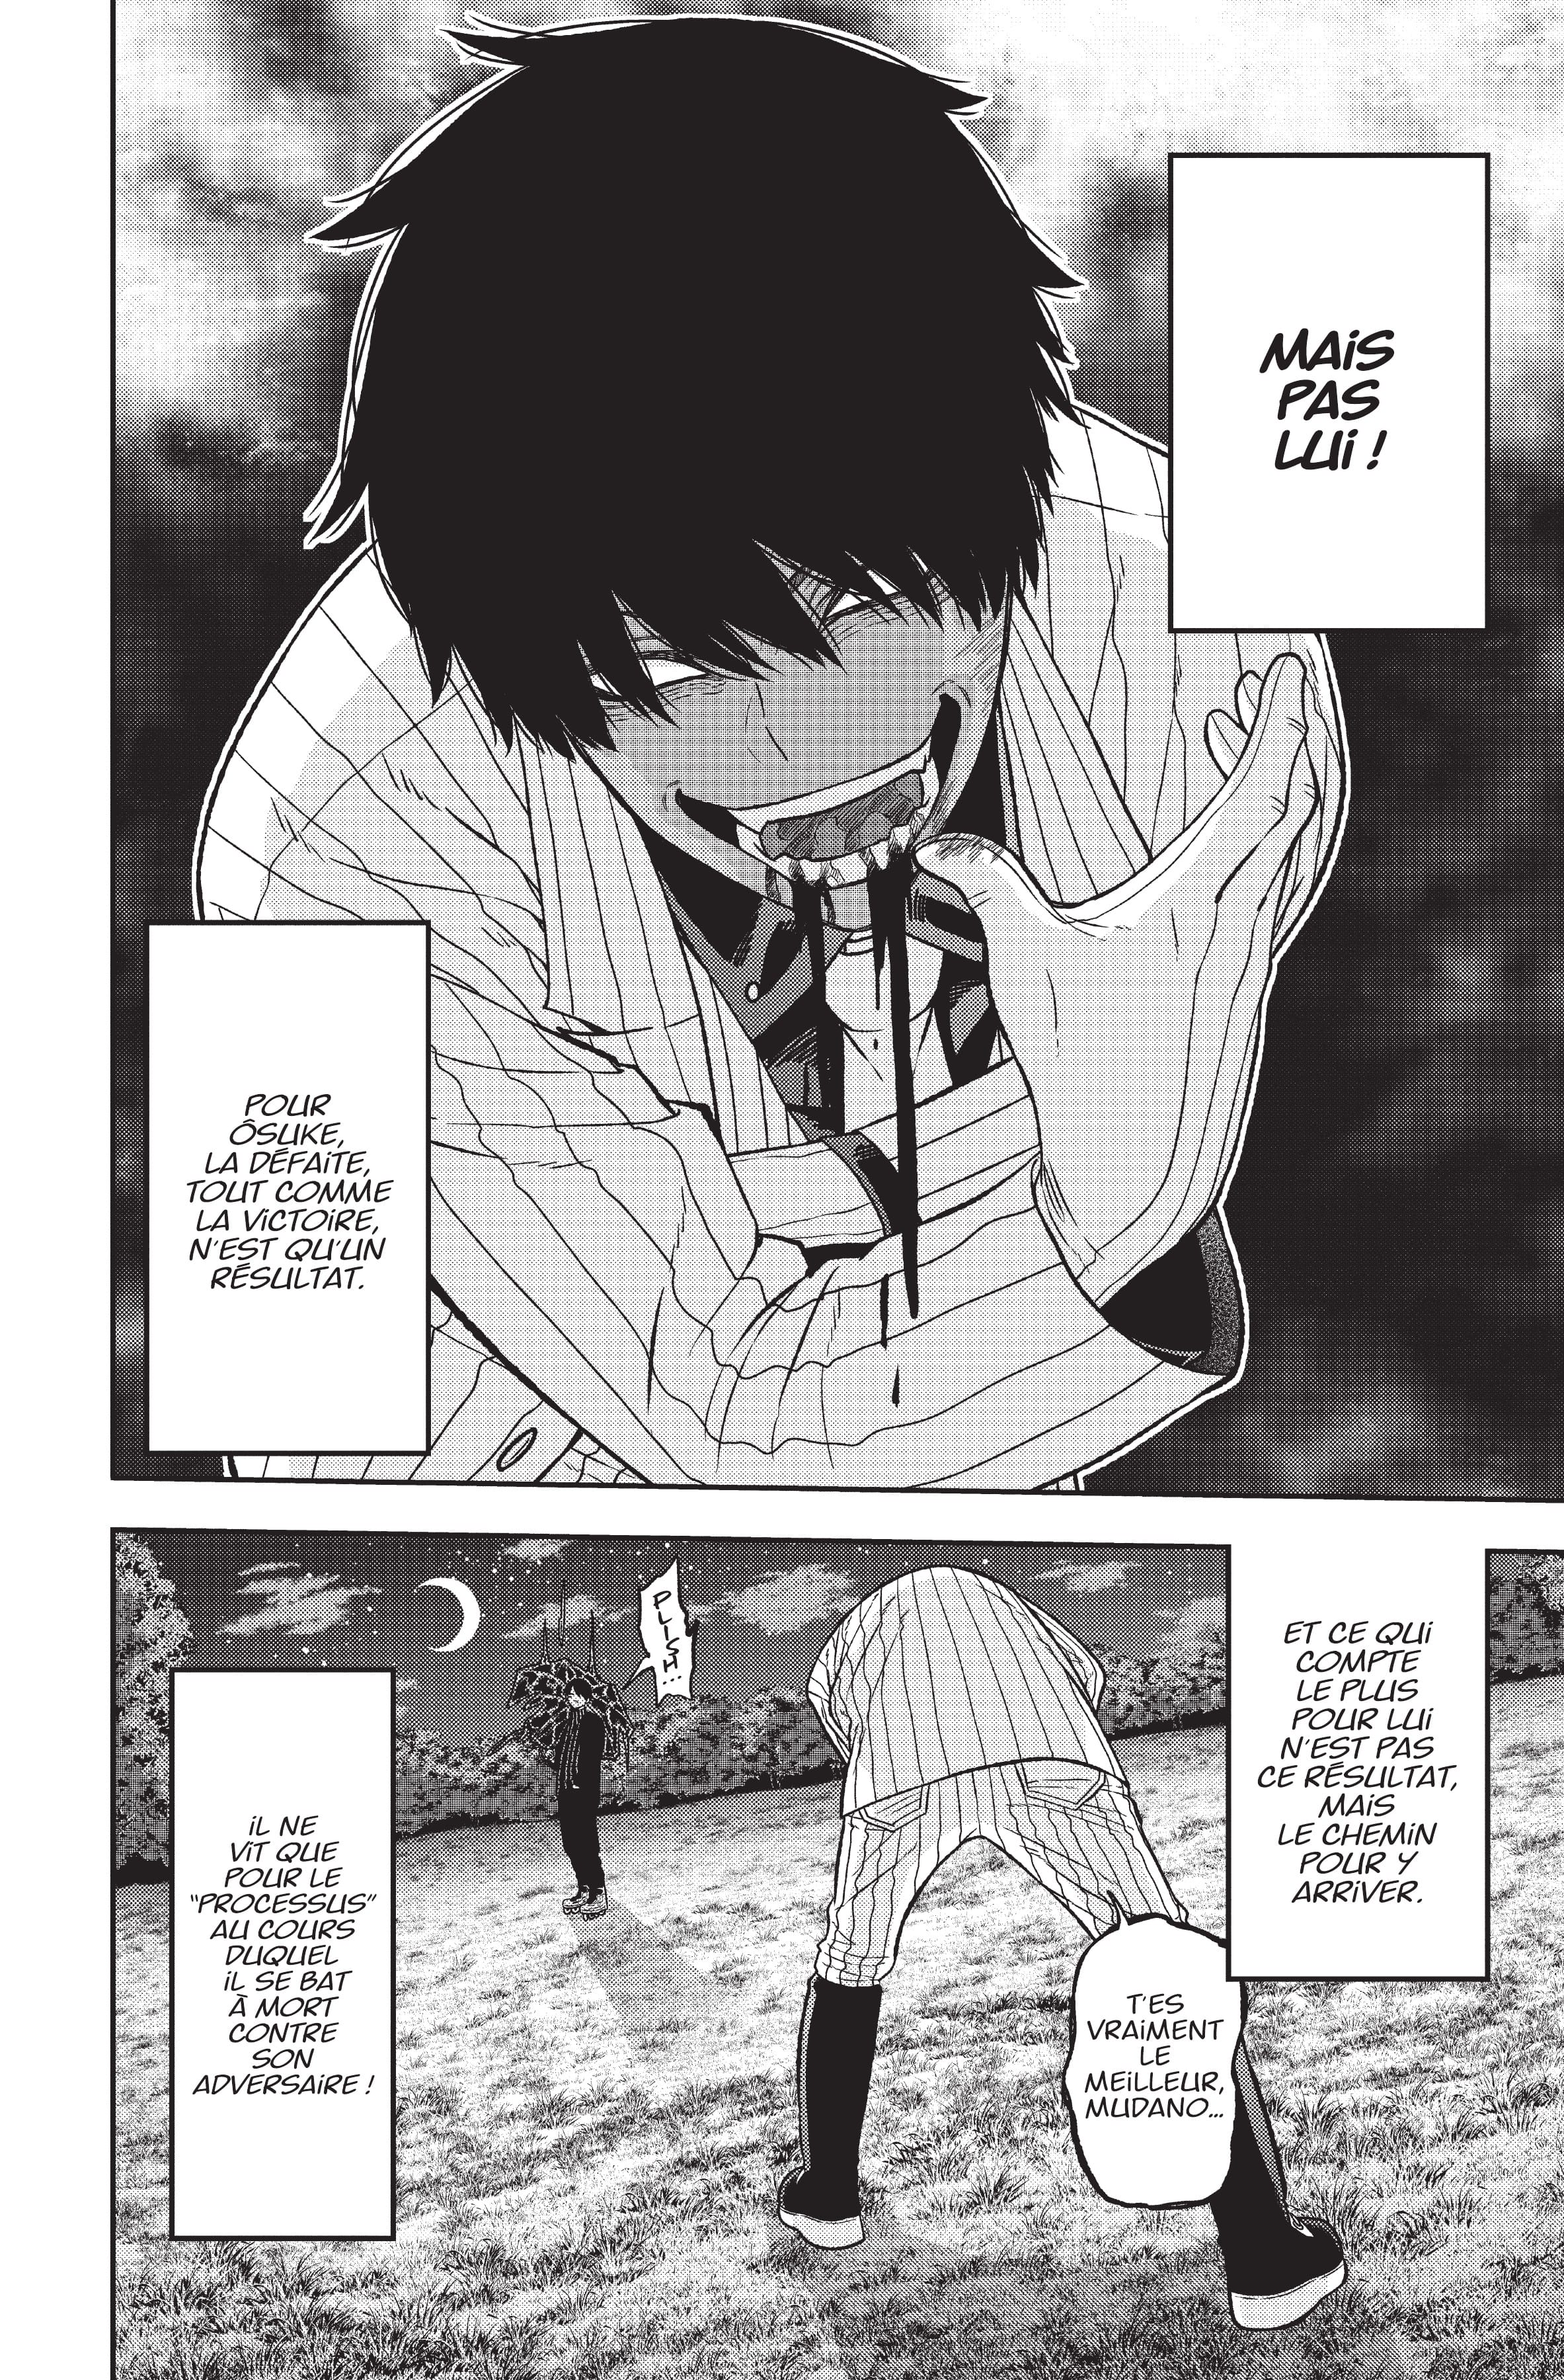 MAIS
PAS
LUI !
POUR
ÔSUKE,
LA DÉFAITE,
TOUT COMME
LA VICTOIRE,
N'EST QU'UN
RÉSULTAT.
ET CE QUI
COMPTE
LE PLUS
POUR LUI
N'EST PAS
CE RÉSULTAT,
MAIS
LE CHEMIN
POUR Y
ARRIVER.
T'ES
VRAIMENT
LE
MEILLEUR,
MUDANO...
PLISH...
IL NE
VIT QUE
POUR LE
"PROCESSUS"
AU COURS
DUQUEL
IL SE BAT
À MORT
CONTRE
SON
ADVERSAIRE !